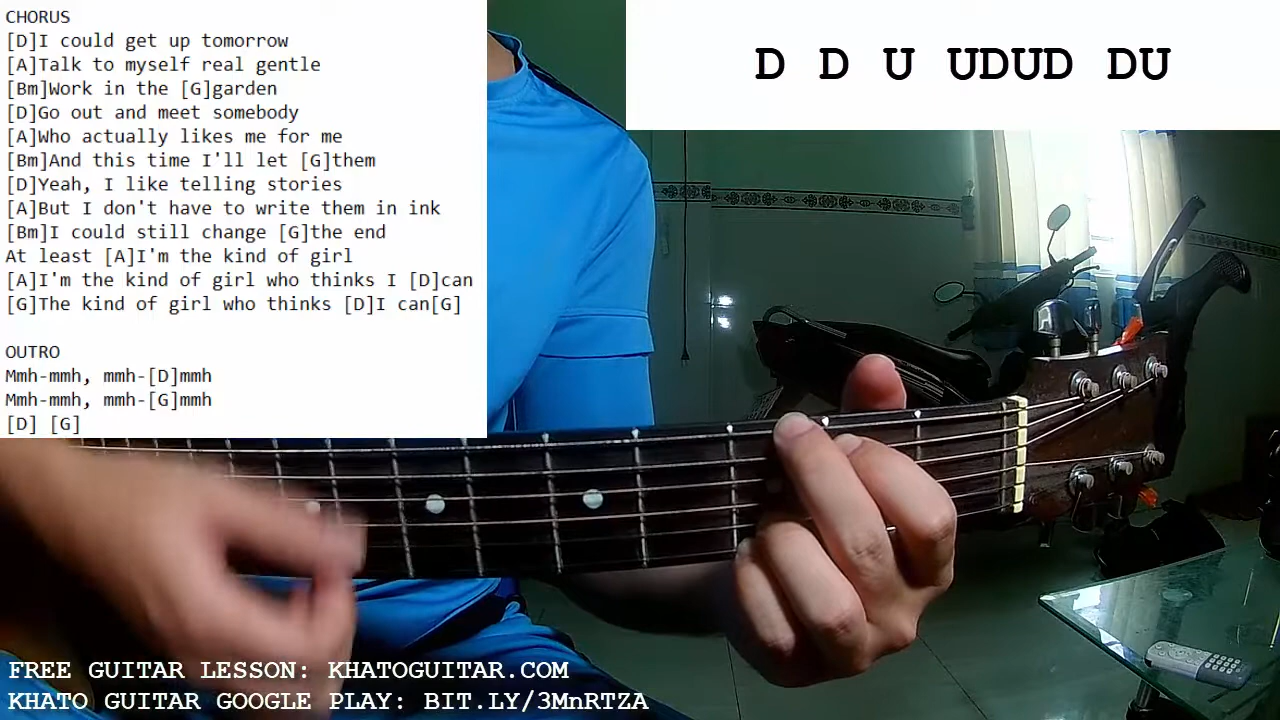 CHORUS
[D]I could get up tomorrow
[A]Talk to myself real gentle
[Bm]Work in the [G]garden
[D]Go out and meet somebody
[A]Who actually likes me for me
[Bm]And this time I'll let [G]them
[D]Yeah, I like telling stories
[A]But I don't have to write them in ink
[Bm]I could still change [G]the end
At least [A]I'm the kind of girl
[A]I'm the kind of girl who thinks I [D]can
[G]The kind of girl who thinks [D]I can[G]
OUTRO
Mmh-mmh, mmh-[D]mmh
Mmh-mmh, mmh-[G]mmh
[D] [G]
D D U UDUD DU
FREE GUITAR LESSON: KHATOGUITAR.COM
KHATO GUITAR GOOGLE PLAY: BIT.LY/3MnRTZA